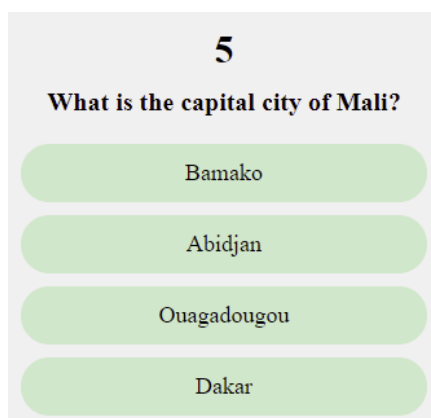 5
What is the capital city of Mali?
Bamako
Abidjan
Ouagadougou
Dakar